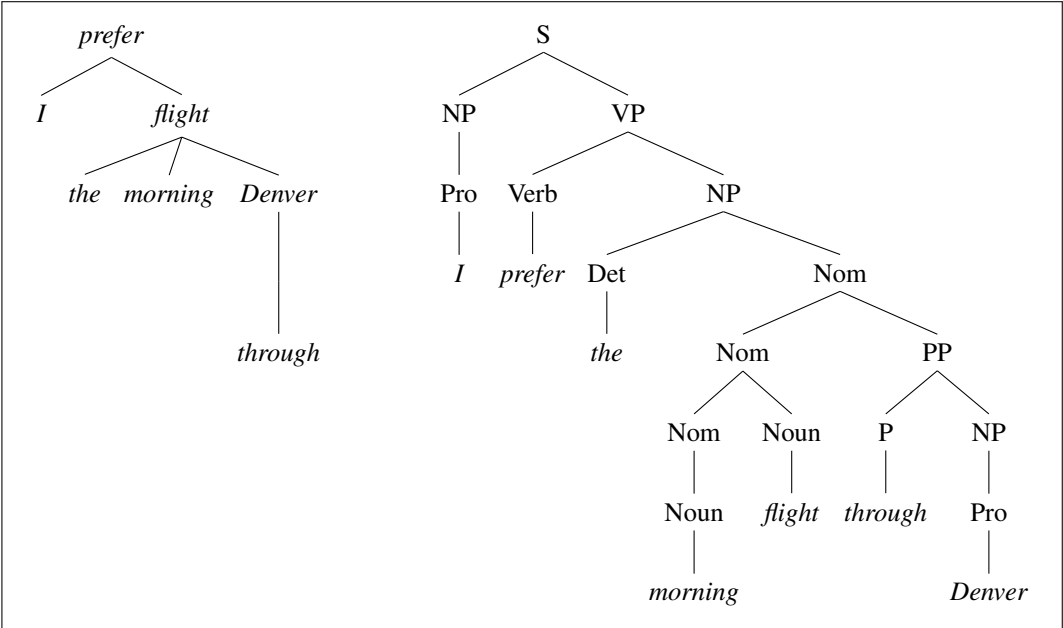 prefer S
I flight NP VP
the morning Denver Pro Verb NP
I prefer Det Nom
through the Nom PP
Nom Noun P NP
Noun flight through Pro
morning Denver